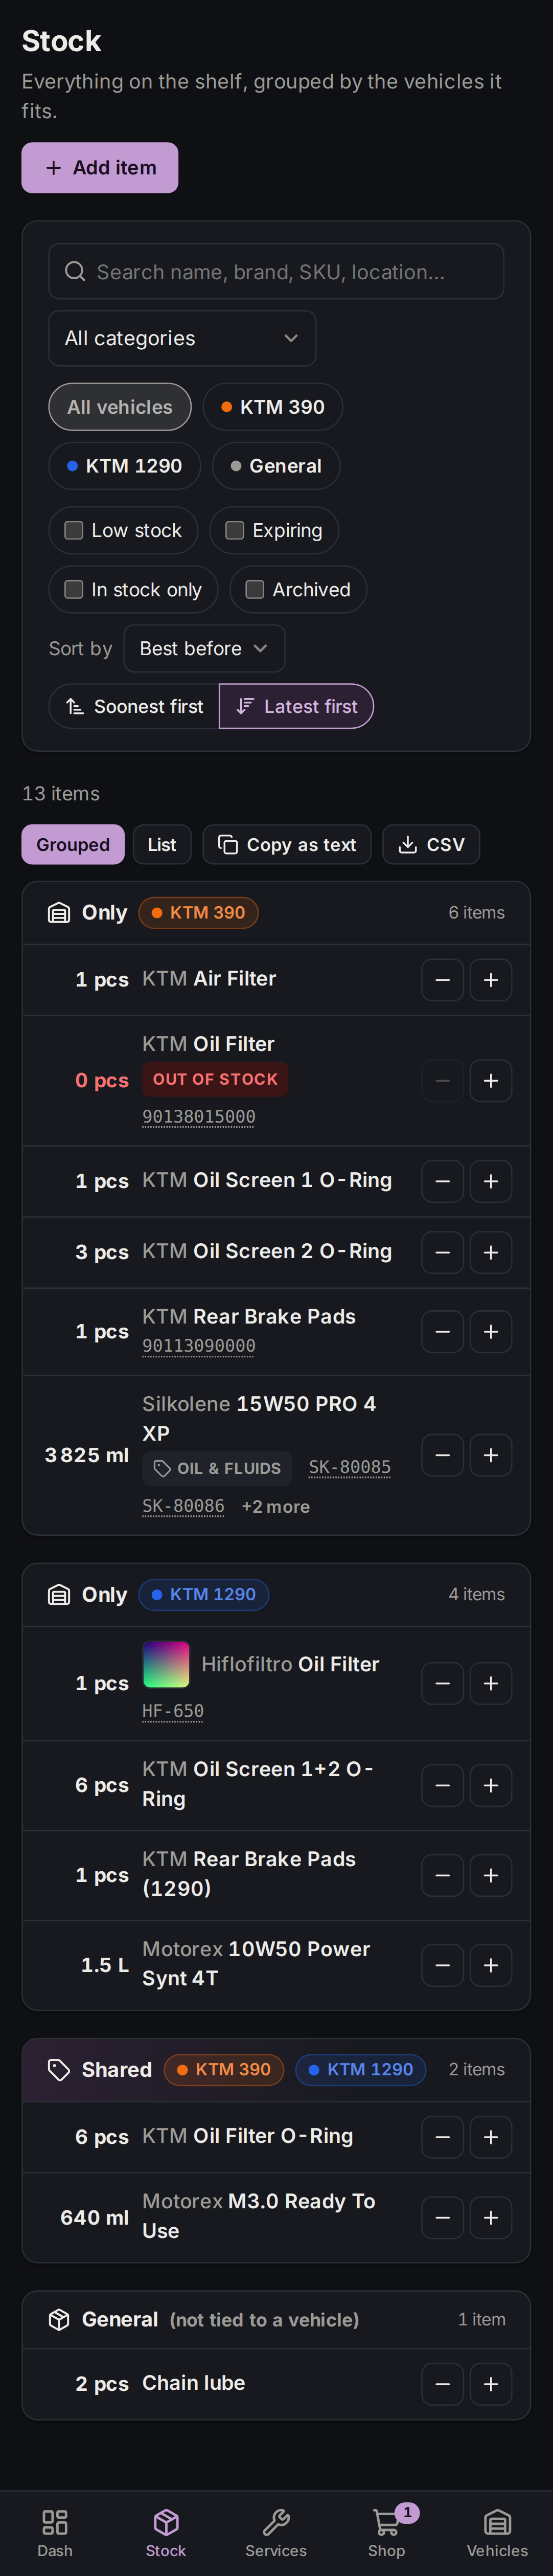 Stock
Everything on the shelf, grouped by the vehicles it
fits.
+ Add item
Search name, brand, SKU, location...
All categories
All vehicles
KTM 390
KTM 1290
General
Low stock
Expiring
In stock only
Archived
Sort by
Best before
Soonest first
Latest first
13 items
Grouped
List
Copy as text
CSV
Only
KTM 390
6 items
1 pcs
KTM Air Filter
KTM Oil Filter
0 pcs
OUT OF STOCK
90138015000
1 pcs
KTM Oil Screen 1 O-Ring
3 pcs
KTM Oil Screen 2 O-Ring
1 pcs
KTM Rear Brake Pads
90113090000
Silkolene 15W50 PRO 4
XP
3 825 ml
OIL & FLUIDS
SK-80085
SK-80086
+2 more
Only
KTM 1290
4 items
1 pcs
Hiflofiltro Oil Filter
HF-650
6 pcs
KTM Oil Screen 1+2 O-
Ring
1 pcs
KTM Rear Brake Pads
(1290)
1.5 L
Motorex 10W50 Power
Synt 4T
Shared
KTM 390
KTM 1290
2 items
6 pcs
KTM Oil Filter O-Ring
640 ml
Motorex M3.0 Ready To
Use
General (not tied to a vehicle)
1 item
2 pcs
Chain lube
1
Dash
Stock
Services
Shop
Vehicles